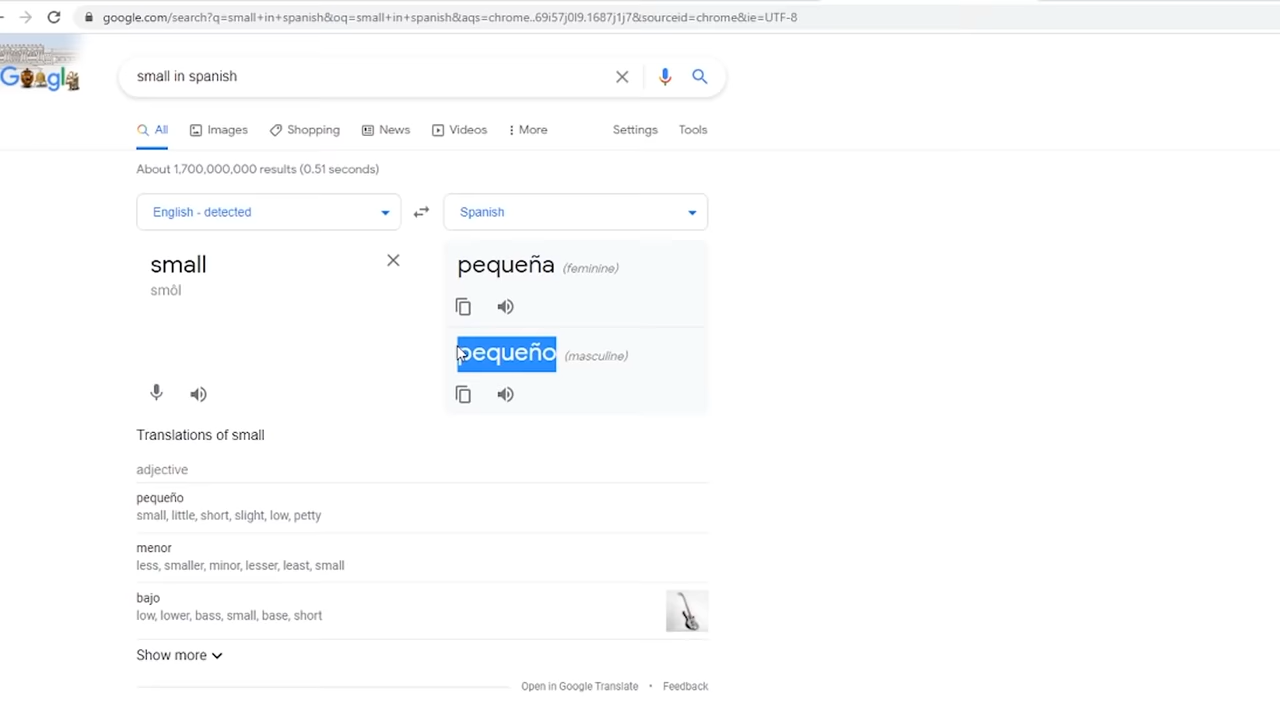 google.com/search?q=small+in+spanish&oq=small+in+spanish&aqs=chrome..69i57j0l9.1687j1j7&sourceid=chrome&ie=UTF-8
Google
small in spanish
All Images Shopping News Videos More Settings Tools
About 1,700,000,000 results (0.51 seconds)
English - detected Spanish
small
smôl
pequeña (feminine)
pequeño (masculine)
Translations of small
adjective
pequeño
small, little, short, slight, low, petty
menor
less, smaller, minor, lesser, least, small
bajo
low, lower, bass, small, base, short
Show more
Open in Google Translate • Feedback